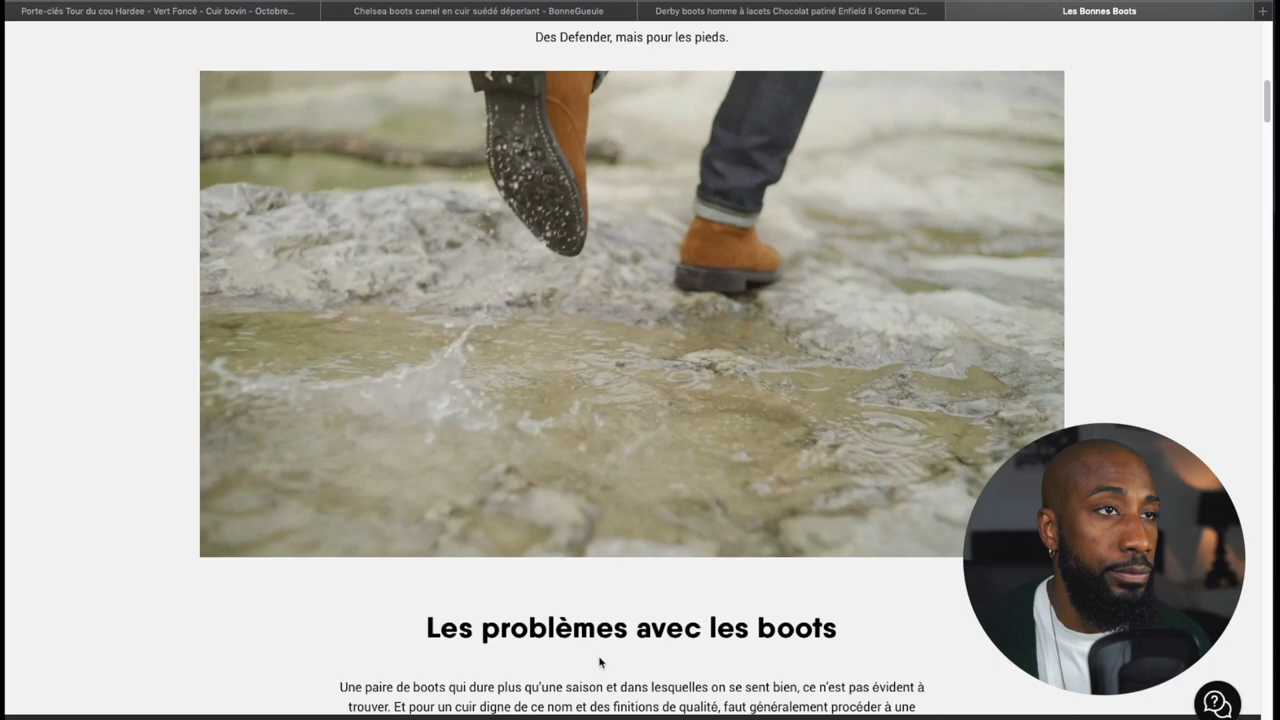 Porte-clés Tour du cou Hardee - Vert Foncé - Cuir bovin - Octobre...
Chelsea boots camel en cuir suédé déperlant - BonneGueule
Derby boots homme à lacets Chocolat patiné Enfield li Gomme Cit...
Les Bonnes Boots
Des Defender, mais pour les pieds.
Les problèmes avec les boots
Une paire de boots qui dure plus qu'une saison et dans lesquelles on se sent bien, ce n'est pas évident à
trouver. Et pour un cuir digne de ce nom et des finitions de qualité, faut généralement procéder à une